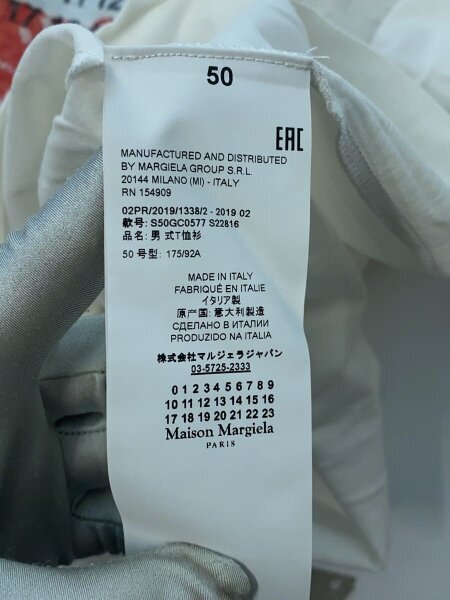 50
EAC
MANUFACTURED AND DISTRIBUTED
BY MARGIELA GROUP S.R.L.
20144 MILANO (MI) - ITALY
RN 154909
02PR/2019/1338/2 - 2019 02
款号: S50GC0577 S22816
品名: 男 式T恤衫
50 号型: 175/92A
MADE IN ITALY
FABRIQUÉ EN ITALIE
イタリア製
原产国: 意大利製造
СДЕЛАНО В ИТАЛИИ
PRODUZIDO NA ITALIA
株式会社マルジェラジャパン
03-5725-2333
0 1 2 3 4 5 6 7 8 9
10 11 12 13 14 15 16
17 18 19 20 21 22 23
Maison Margiela
PARIS